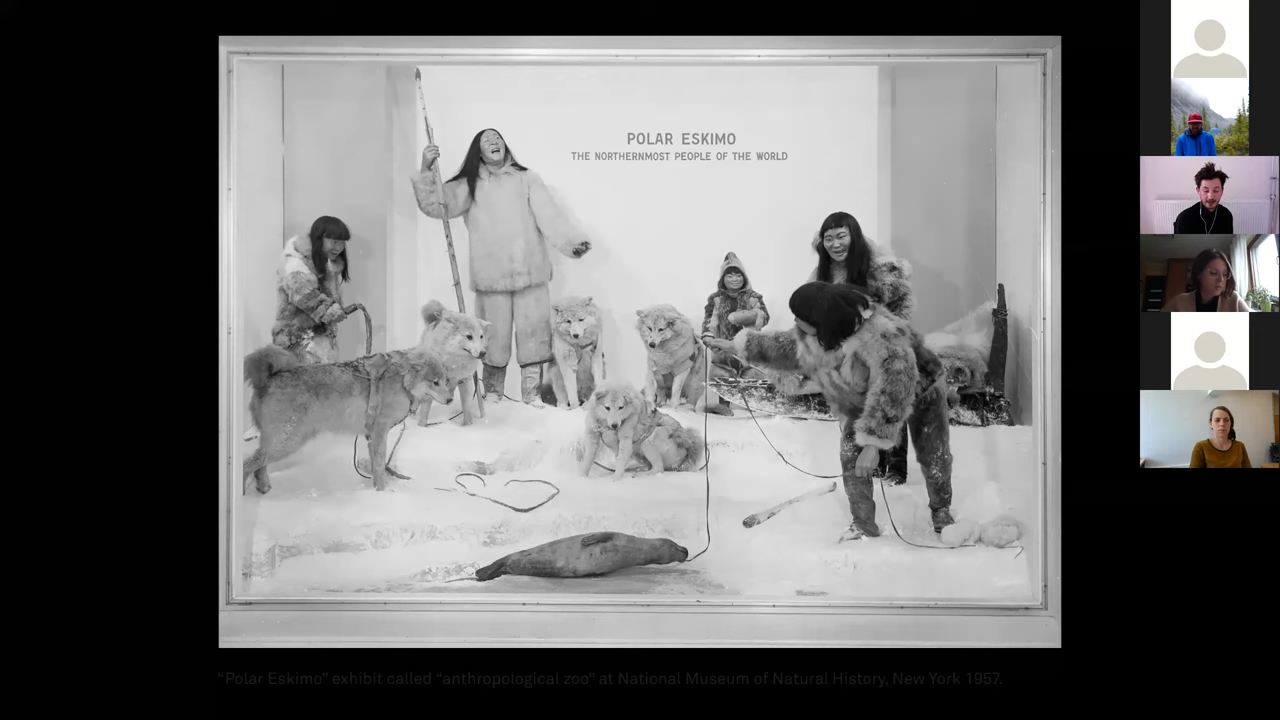 POLAR ESKIMO
THE NORTHERNMOST PEOPLE OF THE WORLD
“Polar Eskimo” exhibit called “anthropological zoo” at National Museum of Natural History, New York 1957.